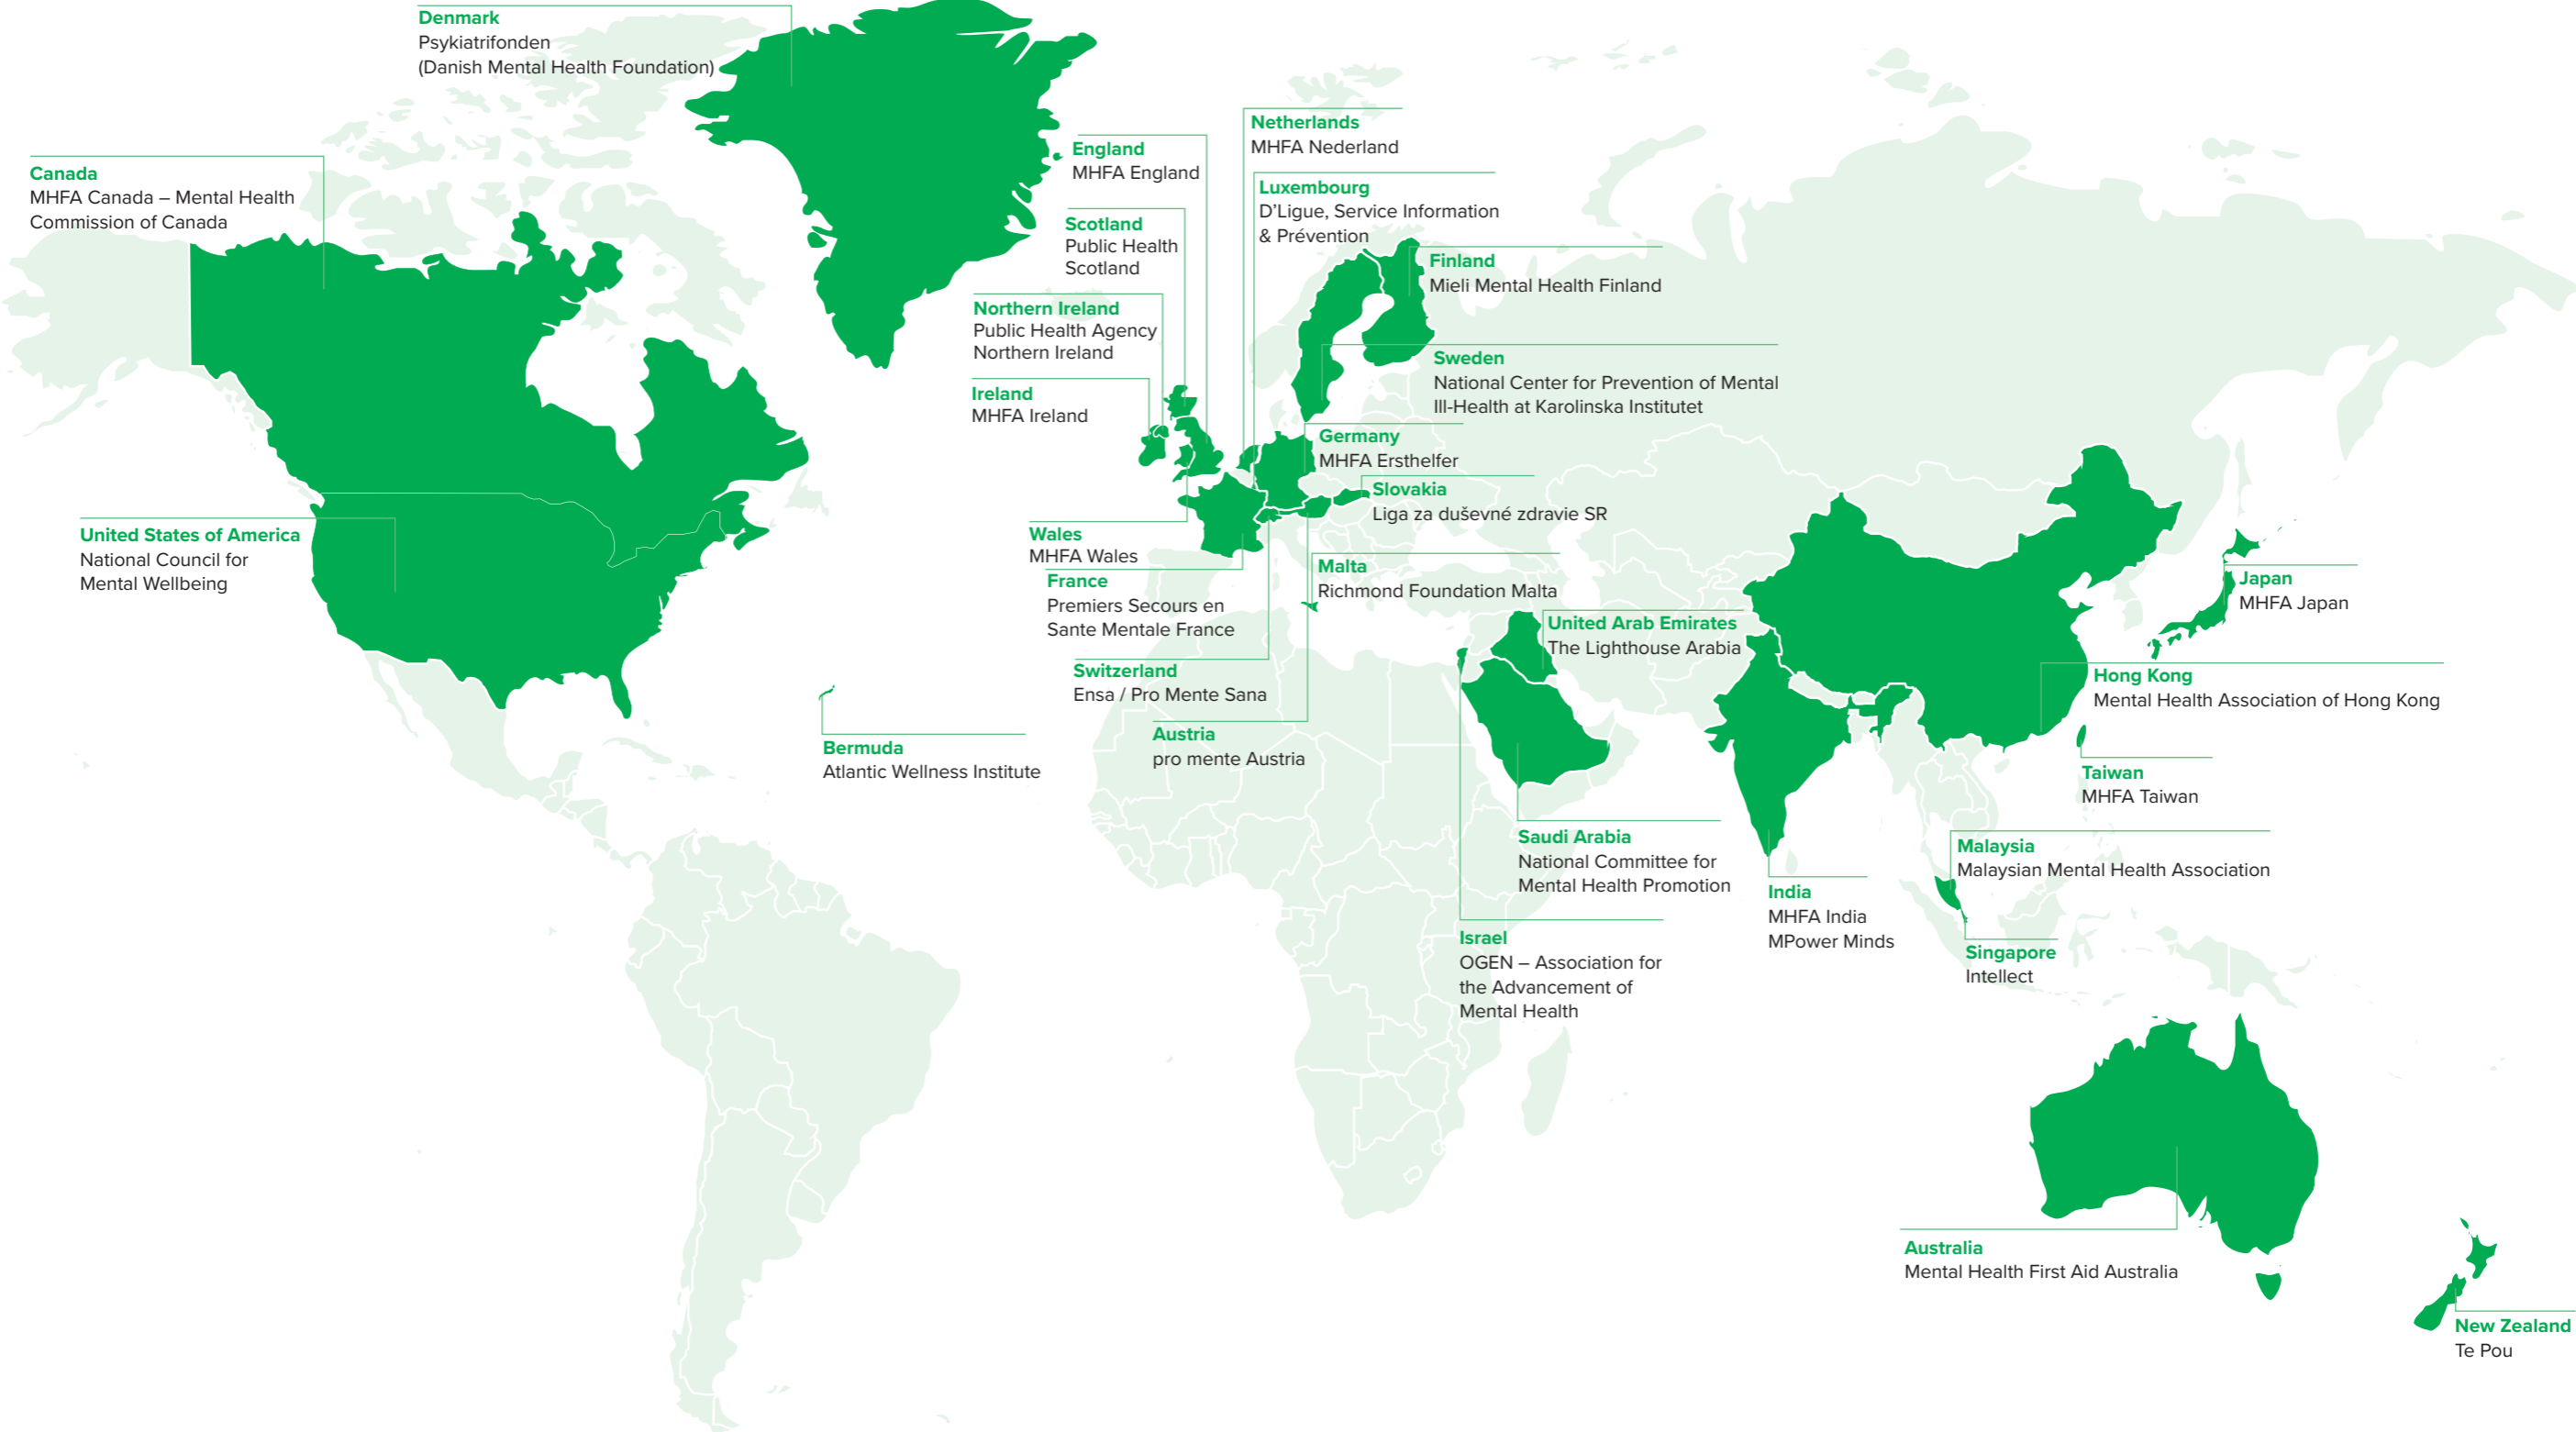 Denmark
Psykiatrifonden
(Danish Mental Health Foundation)
Canada
MHFA Canada – Mental Health
Commission of Canada
United States of America
National Council for
Mental Wellbeing
Bermuda
Atlantic Wellness Institute
England
MHFA England
Scotland
Public Health
Scotland
Northern Ireland
Public Health Agency
Northern Ireland
Ireland
MHFA Ireland
Wales
MHFA Wales
France
Premiers Secours en
Sante Mentale France
Switzerland
Ensa / Pro Mente Sana
Austria
pro mente Austria
Netherlands
MHFA Nederland
Luxembourg
D’Ligue, Service Information
& Prévention
Finland
Mieli Mental Health Finland
Sweden
National Center for Prevention of Mental
Ill-Health at Karolinska Institutet
Germany
MHFA Ersthelfer
Slovakia
Liga za duševné zdravie SR
Malta
Richmond Foundation Malta
United Arab Emirates
The Lighthouse Arabia
Saudi Arabia
National Committee for
Mental Health Promotion
Israel
OGEN – Association for
the Advancement of
Mental Health
India
MHFA India
MPower Minds
Japan
MHFA Japan
Hong Kong
Mental Health Association of Hong Kong
Taiwan
MHFA Taiwan
Malaysia
Malaysian Mental Health Association
Singapore
Intellect
Australia
Mental Health First Aid Australia
New Zealand
Te Pou